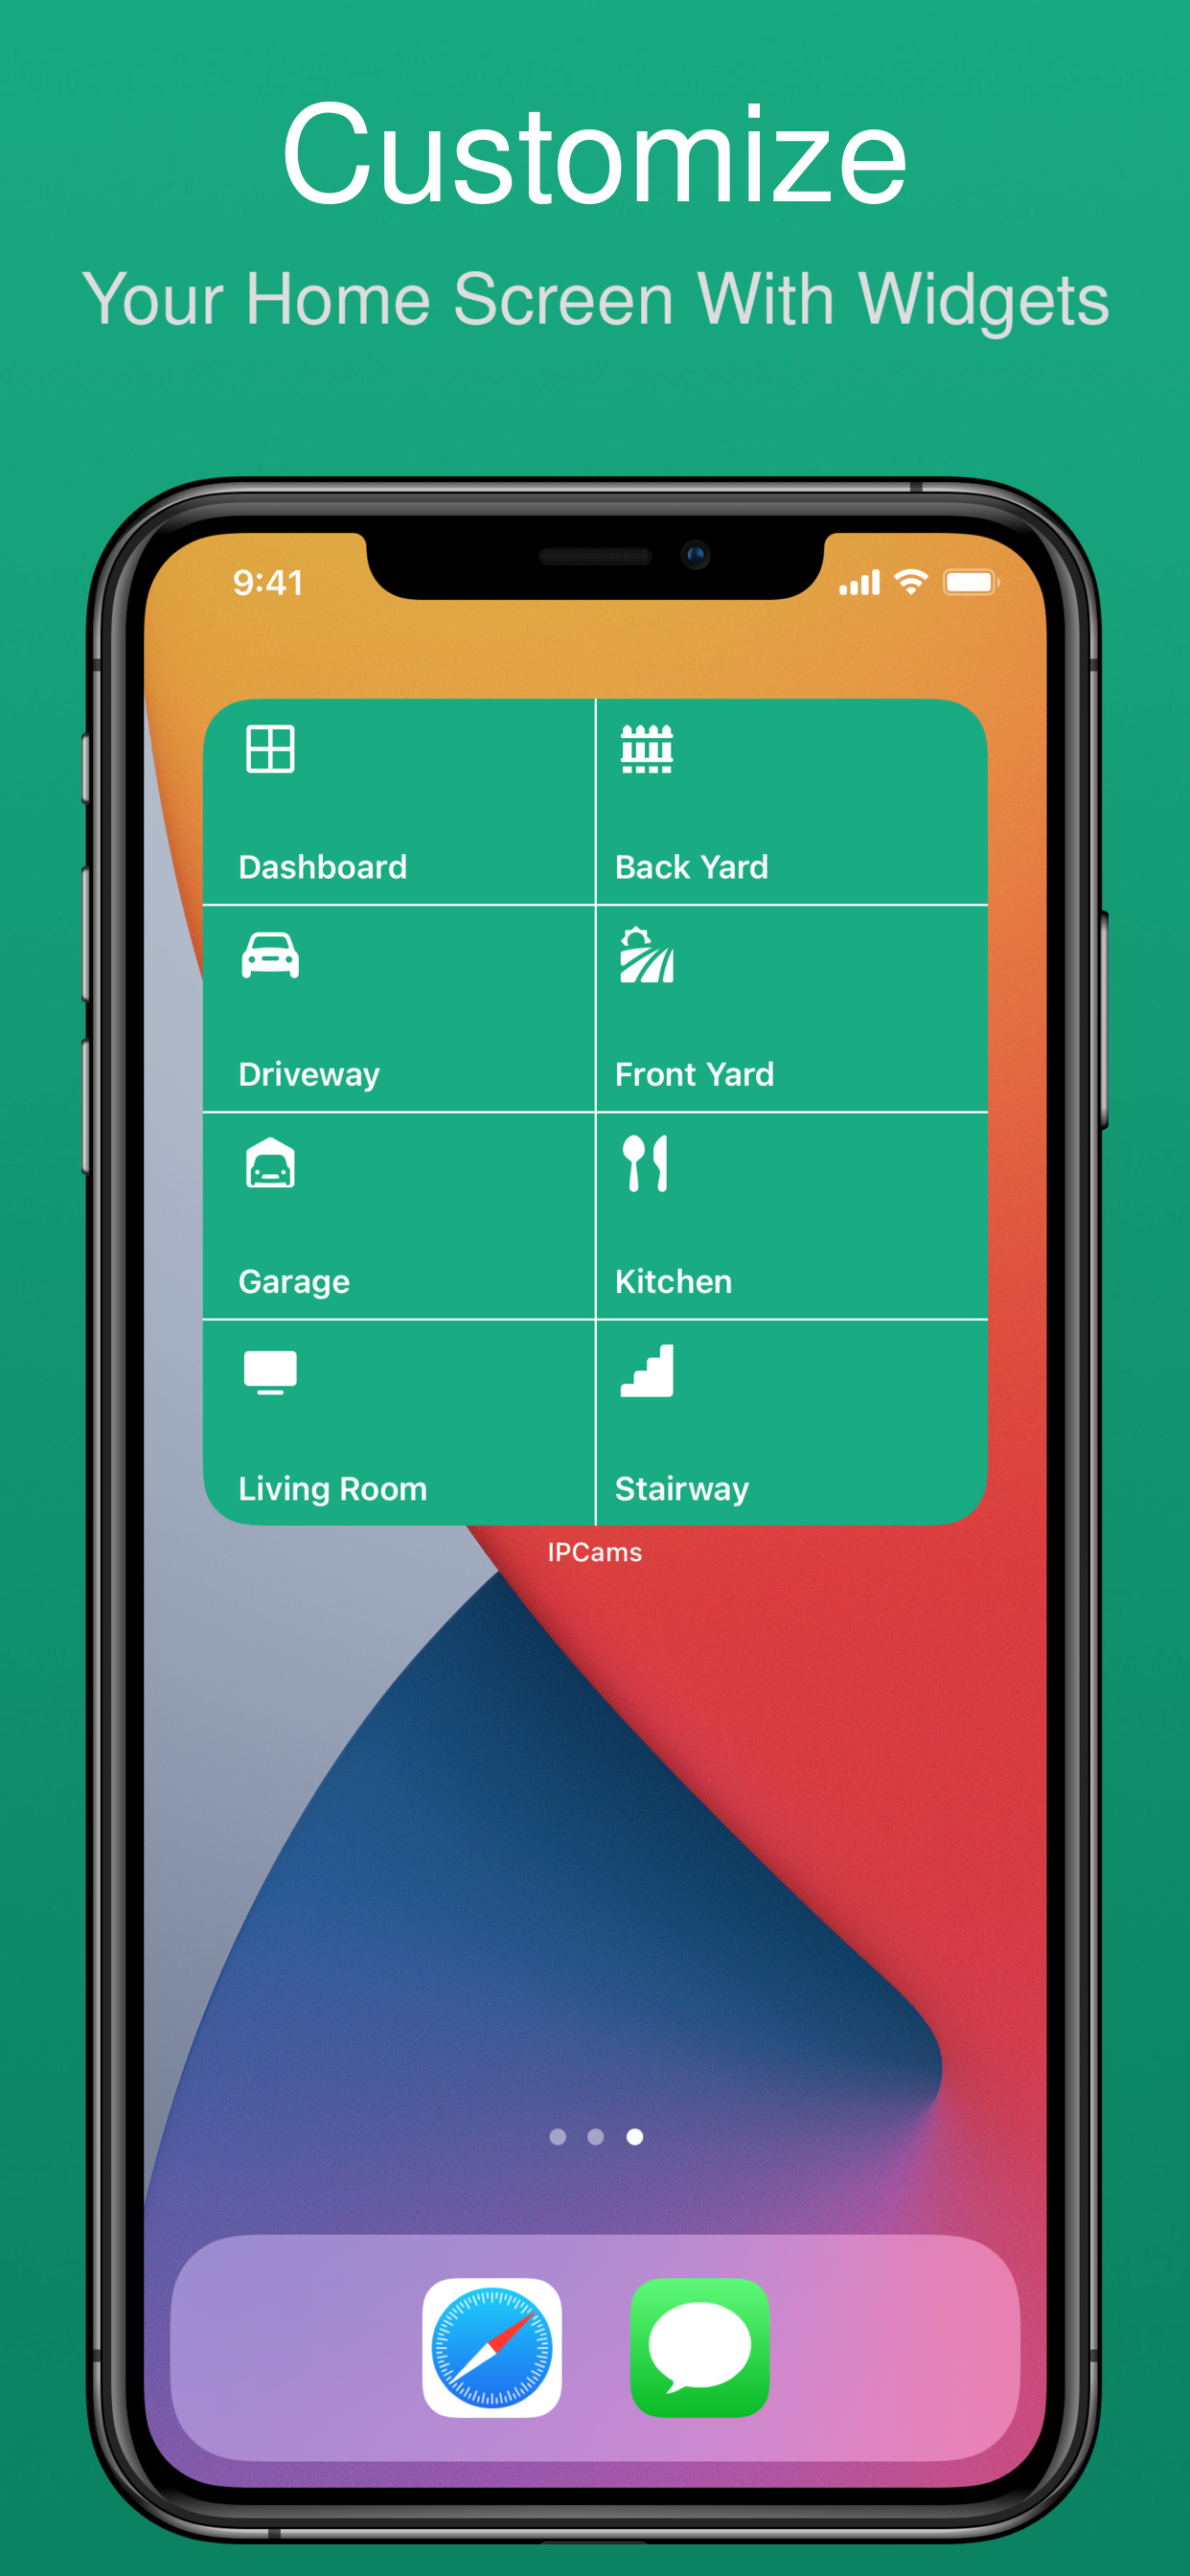 Customize
Your Home Screen With Widgets
9:41
Dashboard
Back Yard
Driveway
Front Yard
Garage
Kitchen
Living Room
Stairway
IPCams